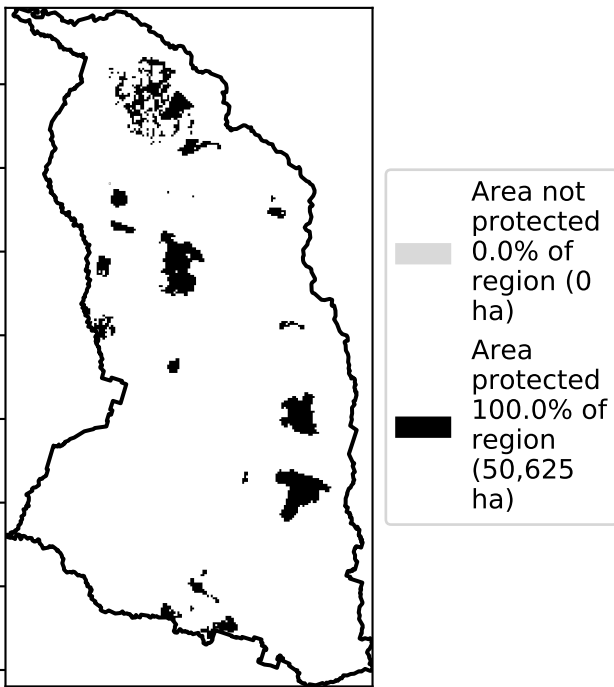 Area not
protected
0.0% of
region (0
ha)
Area
protected
100.0% of
region
(50,625
ha)